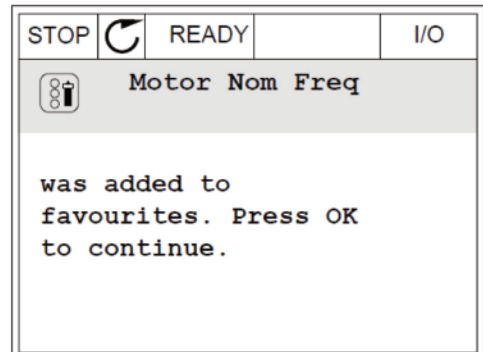 STOP READY I/O
Motor Nom Freq
was added to
favourites. Press OK
to continue.